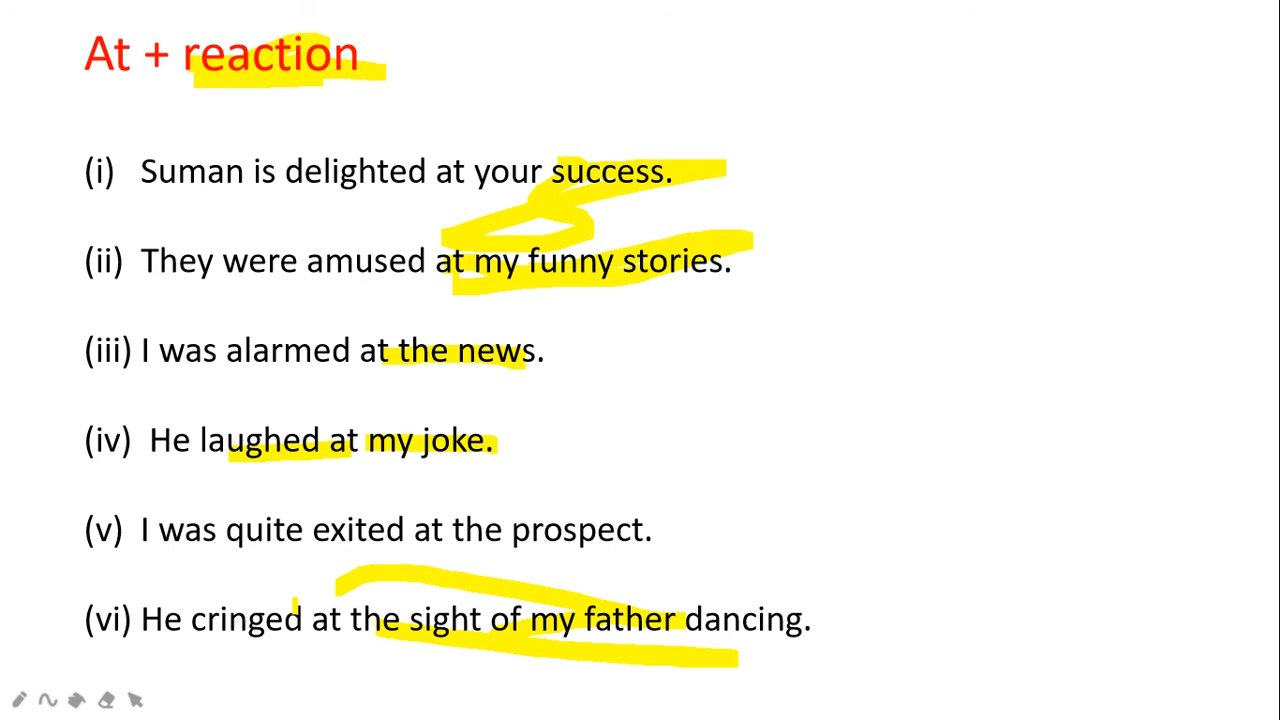 At + reaction
(i) Suman is delighted at your success.
(ii) They were amused at my funny stories.
(iii) I was alarmed at the news.
(iv) He laughed at my joke.
(v) I was quite exited at the prospect.
(vi) He cringed at the sight of my father dancing.